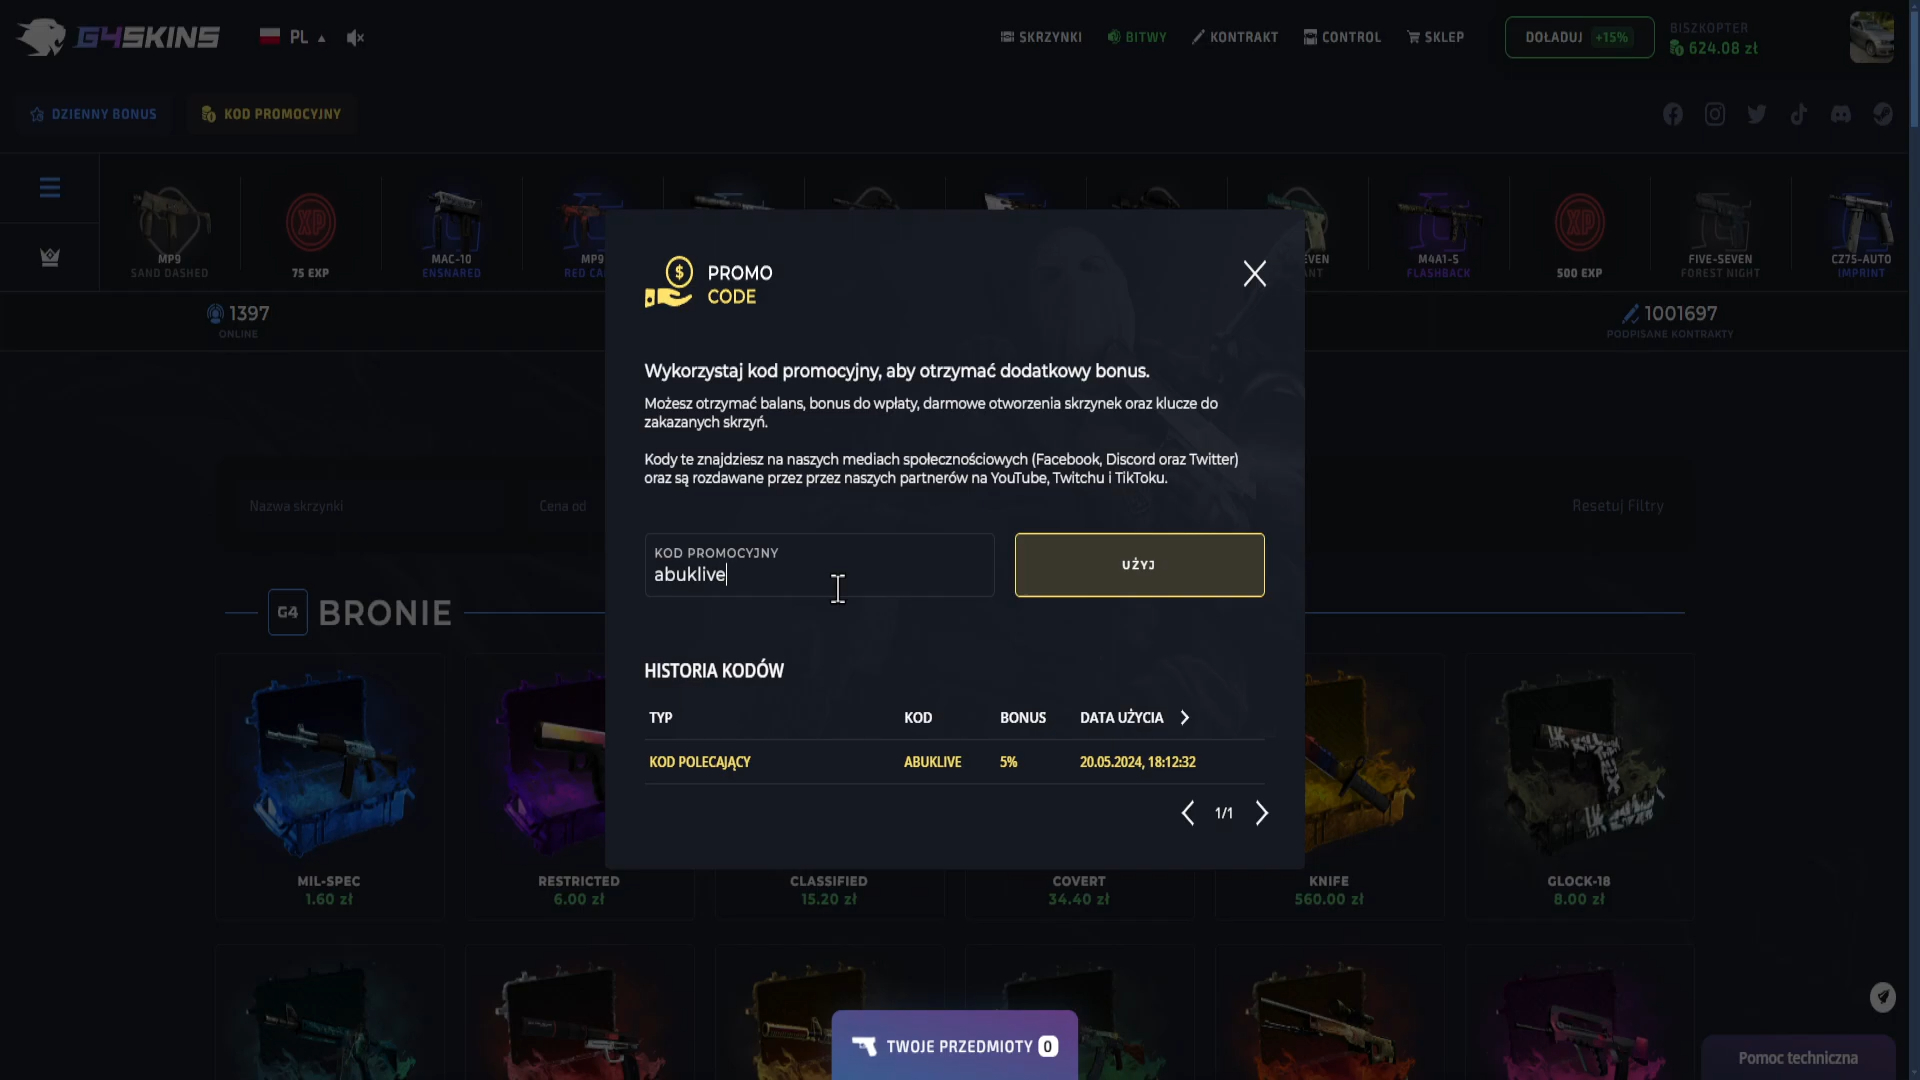 G4SKINS
PL
SKRZYNKI
BITWY
KONTRAKT
CONTROL
SKLEP
DOŁADUJ +15%
BISZKOPTER
624.08 zł
DZIENNY BONUS
KOD PROMOCYJNY
MP9
SAND DASHED
XP
75 EXP
MAC-10
ENSNARED
MP9
M4A1-S
FLASHBACK
XP
500 EXP
FIVE-SEVEN
FOREST NIGHT
CZ75-AUTO
IMPRINT
1397
ONLINE
1001697
PODPISANE KONTRAKTY
PROMO
CODE
Wykorzystaj kod promocyjny, aby otrzymać dodatkowy bonus.
Możesz otrzymać balans, bonus do wpłaty, darmowe otworzenia skrzynek oraz klucze do
zakazanych skrzyń.
Kody te znajdziesz na naszych mediach społecznościowych (Facebook, Discord oraz Twitter)
oraz są rozdawane przez przez naszych partnerów na YouTube, Twitchu i TikToku.
Nazwa skrzynki
Cena od
Resetuj Filtry
KOD PROMOCYJNY
abuklive
UŻYJ
G4 BRONIE
HISTORIA KODÓW
TYP KOD BONUS DATA UŻYCIA
KOD POLECAJĄCY ABUKLIVE 5% 20.05.2024, 18:12:32
1/1
MIL-SPEC
1.60 zł
RESTRICTED
6.00 zł
CLASSIFIED
15.20 zł
COVERT
34.40 zł
KNIFE
560.00 zł
GLOCK-18
8.00 zł
TWOJE PRZEDMIOTY 0
Pomoc techniczna